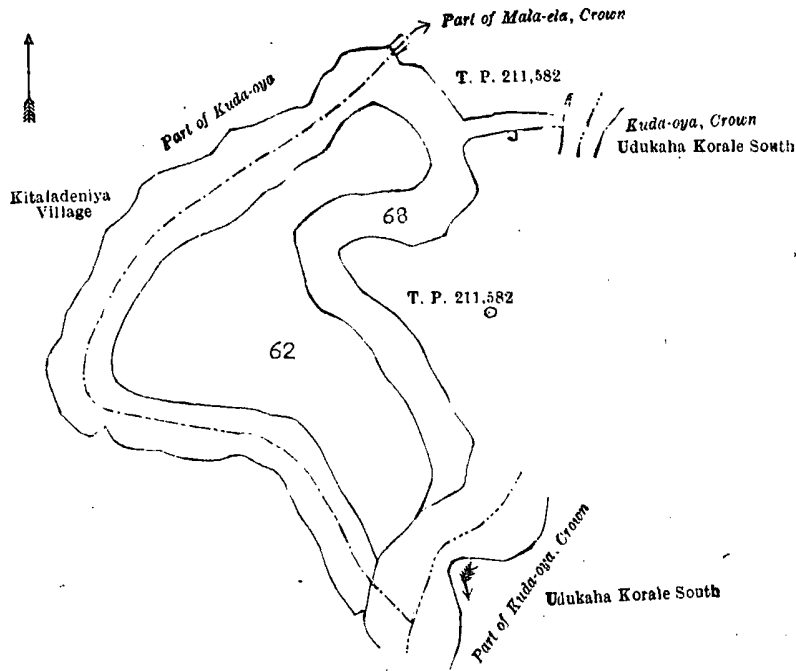 Part of Mala-ela, Crown
T. P. 211,582
Part of Kuda-oya
Kuda-oya, Crown
Udukaha Korale South
Kitaladeniya
Village
68
T. P. 211,582
62
Part of Kuda-oya, Crown
Udukaha Korale South